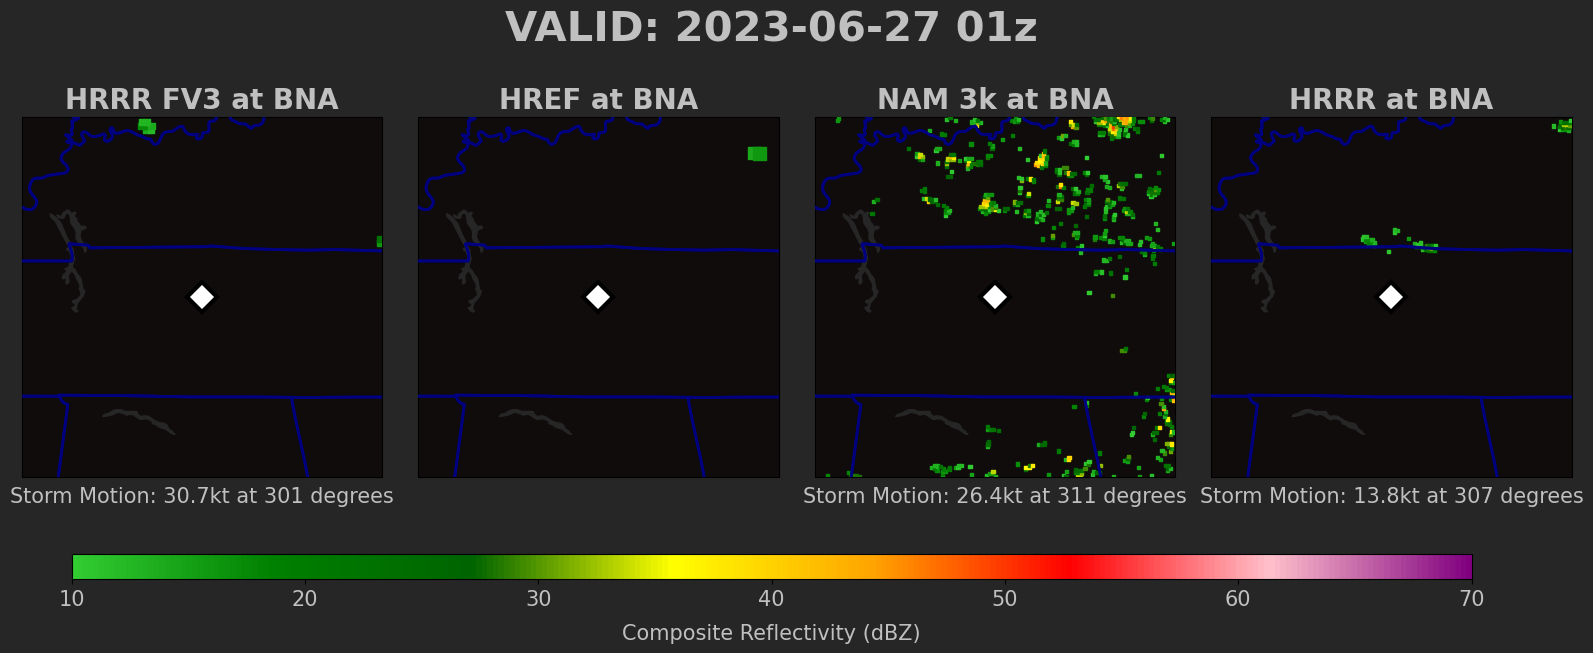 VALID: 2023-06-27 01z
HRRR FV3 at BNA
HREF at BNA
NAM 3k at BNA
HRRR at BNA
Storm Motion: 30.7kt at 301 degrees
Storm Motion: 26.4kt at 311 degrees
Storm Motion: 13.8kt at 307 degrees
10 20 30 40 50 60 70
Composite Reflectivity (dBZ)